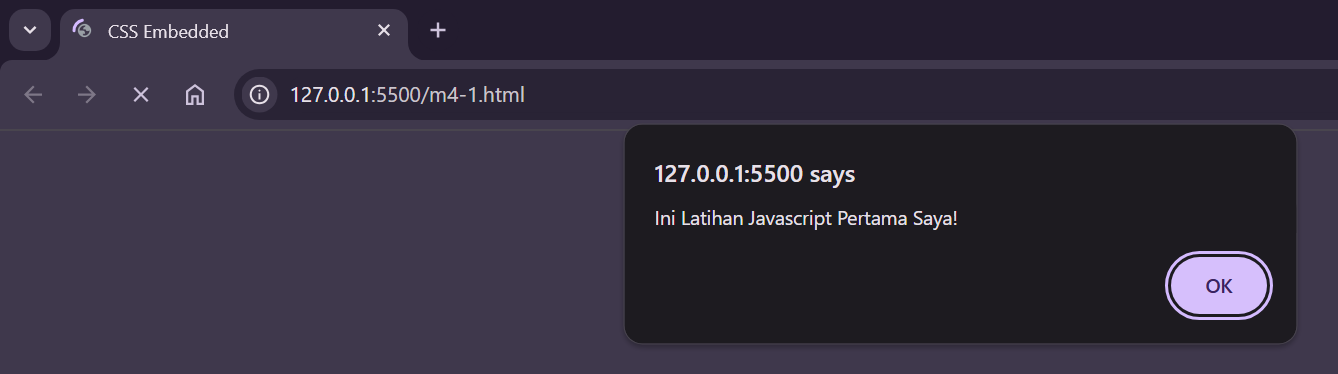 CSS Embedded
127.0.0.1:5500/m4-1.html
127.0.0.1:5500 says
Ini Latihan Javascript Pertama Saya!
OK